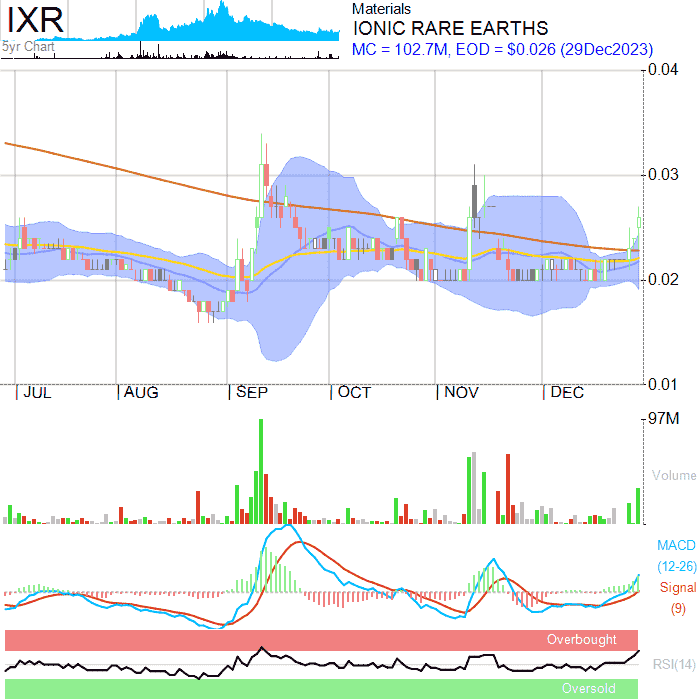 IXR
5yr Chart
Materials
IONIC RARE EARTHS
MC = 102.7M, EOD = $0.026 (29Dec2023)
0.04
0.03
0.02
0.01
JUL AUG SEP OCT NOV DEC
97M
Volume
MACD
(12-26)
Signal
(9)
Overbought
RSI(14)
Oversold